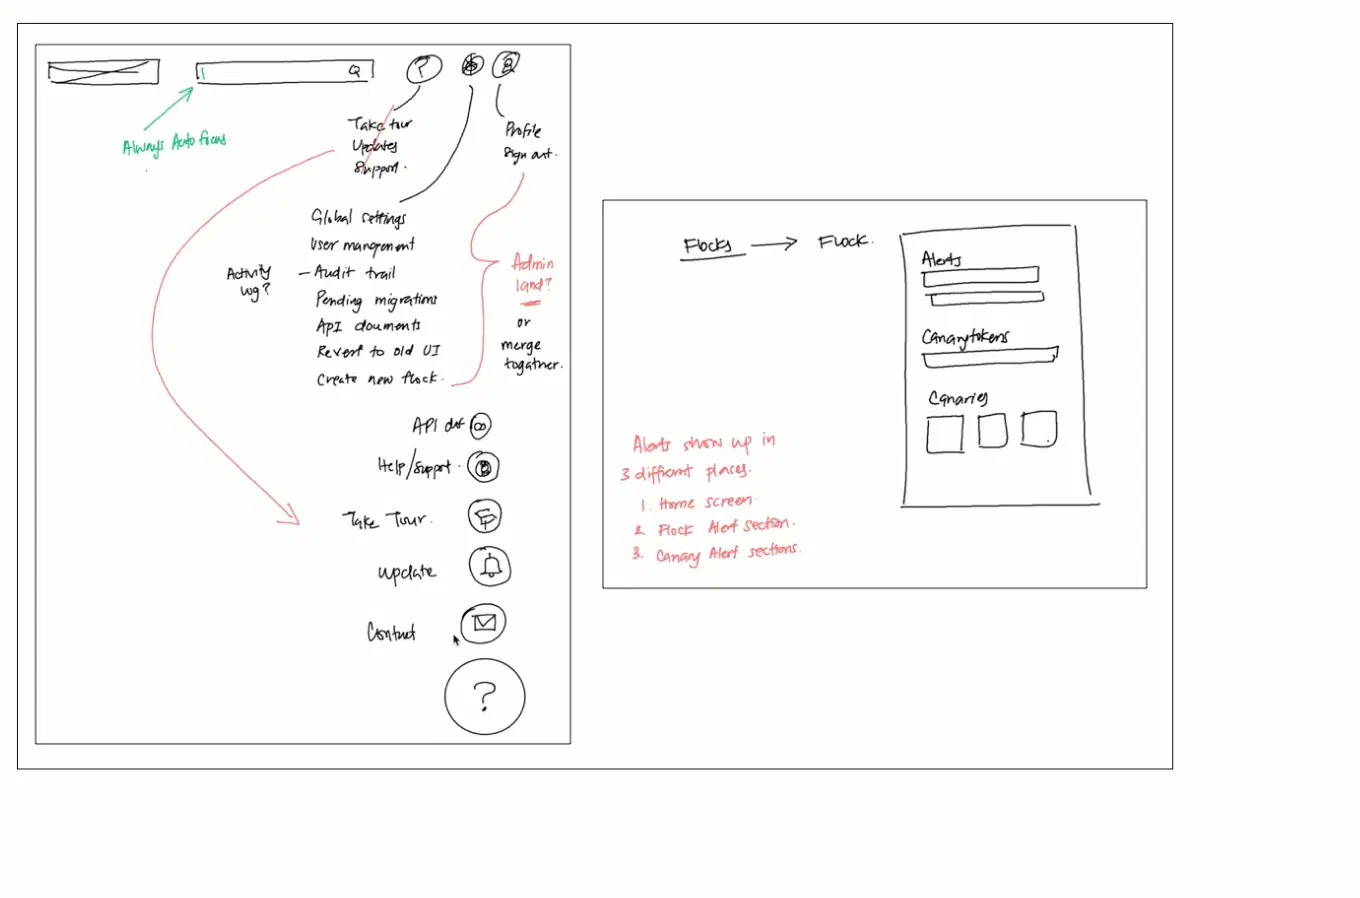 ?
Always Auto focus.
Take tour
Updates
Support.
Profile
Sign out.
Global settings
User mangement
Activity
log?
- Audit trail
Pending migrations
API douments
Revert to old UI
Create new flock.
Admin
land?
or
merge
togather.
API
Help/Support.
Take Tour.
Update
Contact
?
Flocks → FLOCK.
Alerts
Canarytokens
Canaries
Alerts show up in
3 different places.
1. Home screen.
2. Flock Alert section.
3. Canary Alert sections.